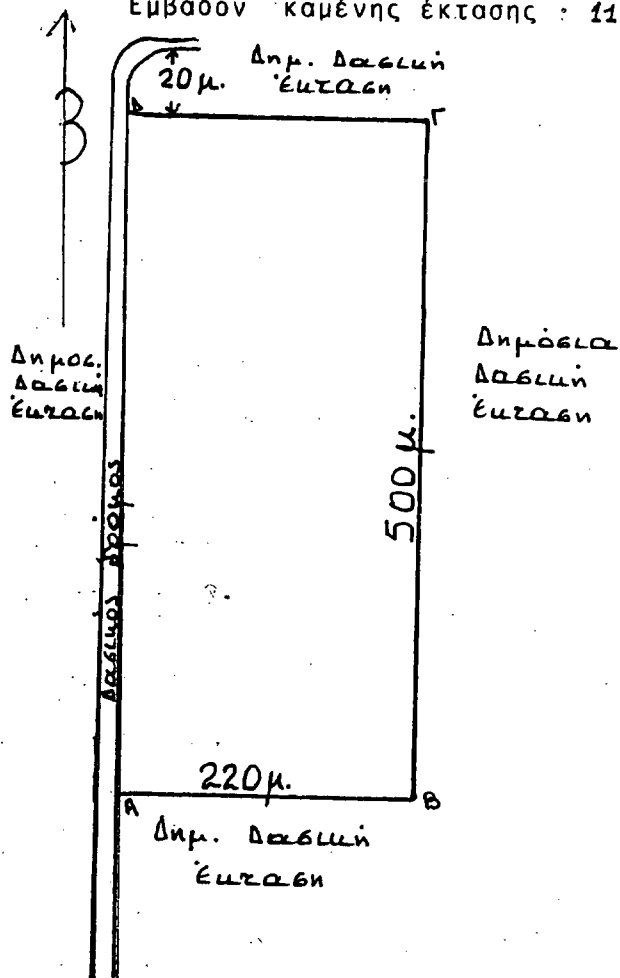 Εμβαδόν καμένης έκτασης : 11
Δημ. Δασική
Έκταση
20μ.
Δ
Γ
Β
Δημοσ.
Δασική
Έκταση
Δημόσια
Δασική
Έκταση
500 μ.
Δασικός δρόμος
220μ.
Α
Β
Δημ. Δασική
Έκταση